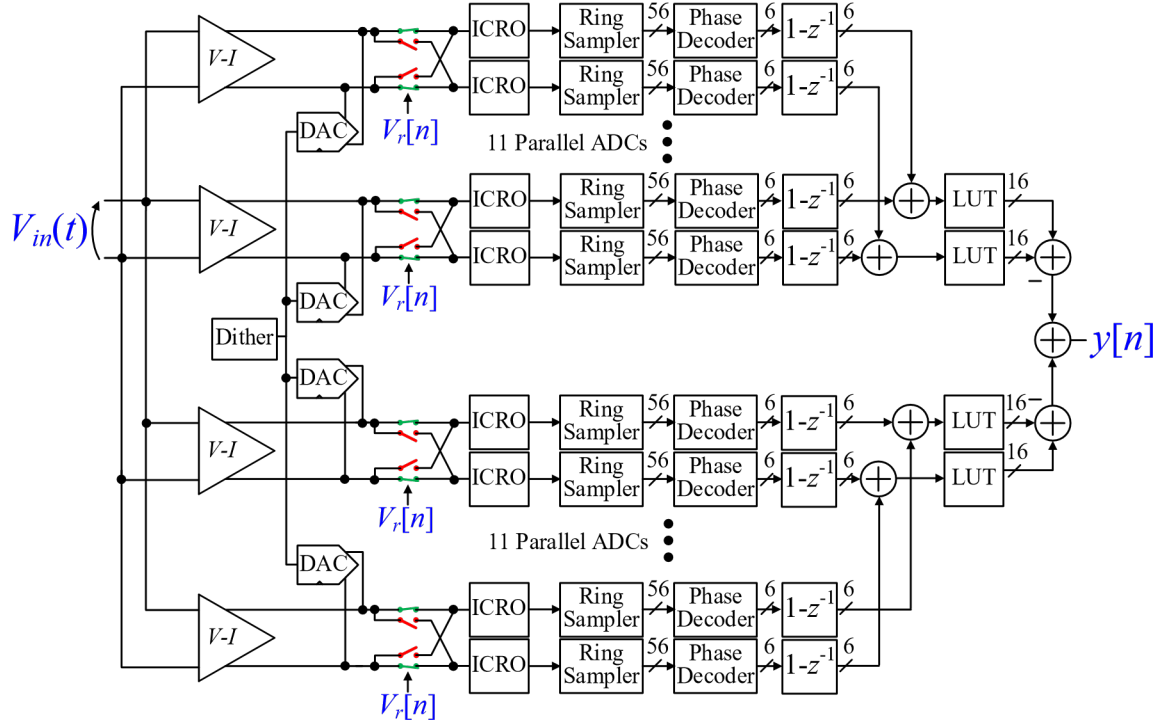 V-I
DAC
V_r[n]
ICRO
Ring Sampler
56
Phase Decoder
6
1-z⁻¹
6
ICRO
Ring Sampler
56
Phase Decoder
6
1-z⁻¹
6
11 Parallel ADCs
V_in(t)
V-I
DAC
V_r[n]
ICRO
Ring Sampler
56
Phase Decoder
6
1-z⁻¹
6
LUT
16
ICRO
Ring Sampler
56
Phase Decoder
6
1-z⁻¹
6
LUT
16
−
Dither
y[n]
DAC
V-I
V_r[n]
ICRO
Ring Sampler
56
Phase Decoder
6
1-z⁻¹
6
LUT
16
−
ICRO
Ring Sampler
56
Phase Decoder
6
1-z⁻¹
6
LUT
16
11 Parallel ADCs
DAC
V-I
V_r[n]
ICRO
Ring Sampler
56
Phase Decoder
6
1-z⁻¹
6
ICRO
Ring Sampler
56
Phase Decoder
6
1-z⁻¹
6